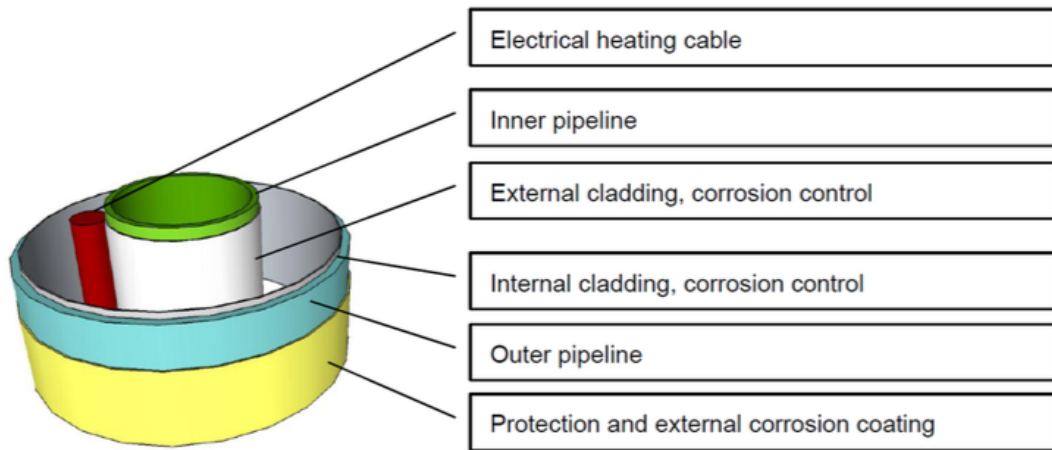 Electrical heating cable
Inner pipeline
External cladding, corrosion control
Internal cladding, corrosion control
Outer pipeline
Protection and external corrosion coating